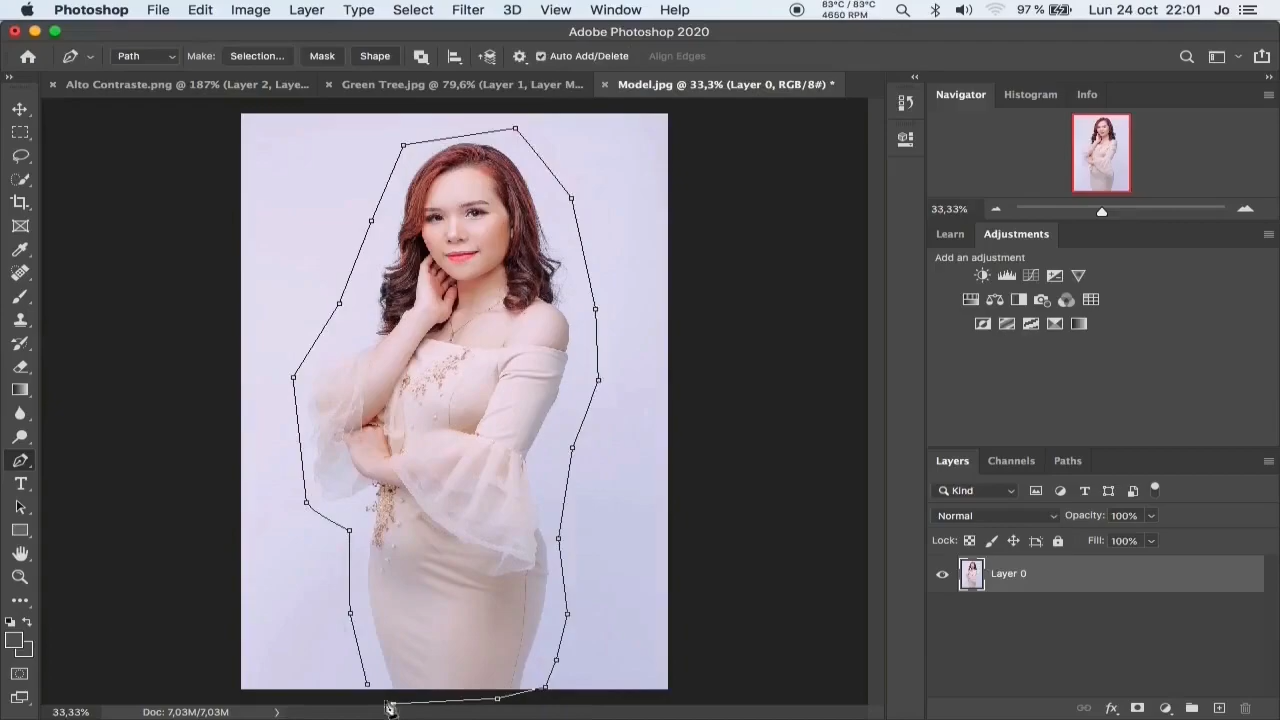 Photoshop File Edit Image Layer Type Select Filter 3D View Window Help 83°C / 83°C 4650 RPM 97 % Lun 24 oct 22:01 Jo
Adobe Photoshop 2020
Path Make: Selection... Mask Shape Auto Add/Delete Align Edges
Alto Contraste.png @ 187% (Layer 2, Laye... Green Tree.jpg @ 79,6% (Layer 1, Layer M... Model.jpg @ 33,3% (Layer 0, RGB/8#) *
Navigator Histogram Info
33,33%
Learn Adjustments
Add an adjustment
Layers Channels Paths
Kind
Normal Opacity: 100%
Lock: Fill: 100%
Layer 0
33,33% Doc: 7,03M/7,03M
fx